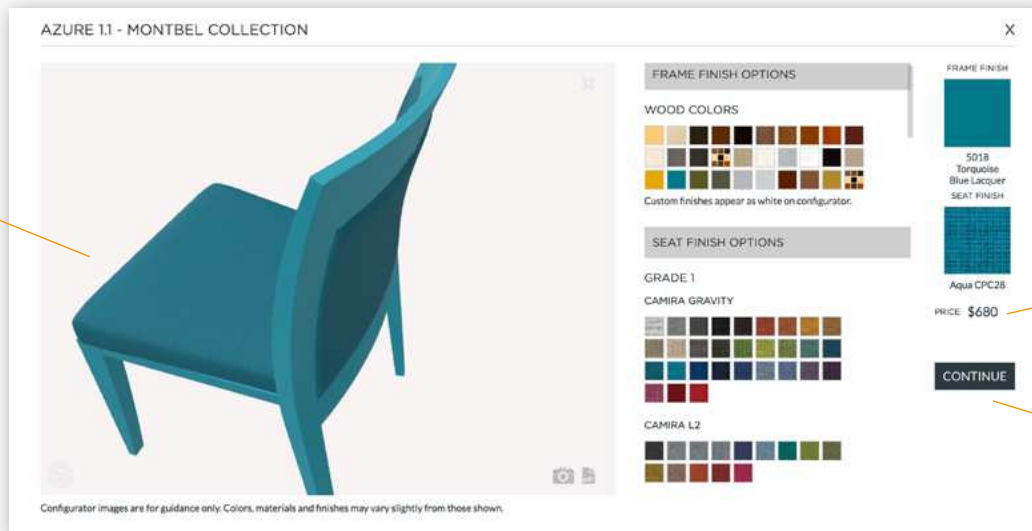 AZURE 1.1 - MONTBEL COLLECTION
X
FRAME FINISH OPTIONS
WOOD COLORS
Custom finishes appear as white on configurator.
SEAT FINISH OPTIONS
GRADE 1
CAMIRA GRAVITY
CAMIRA L2
FRAME FINISH
5018
Torquoise
Blue Lacquer
SEAT FINISH
Aqua CPC28
PRICE: $680
CONTINUE
Configurator images are for guidance only. Colors, materials and finishes may vary slightly from those shown.